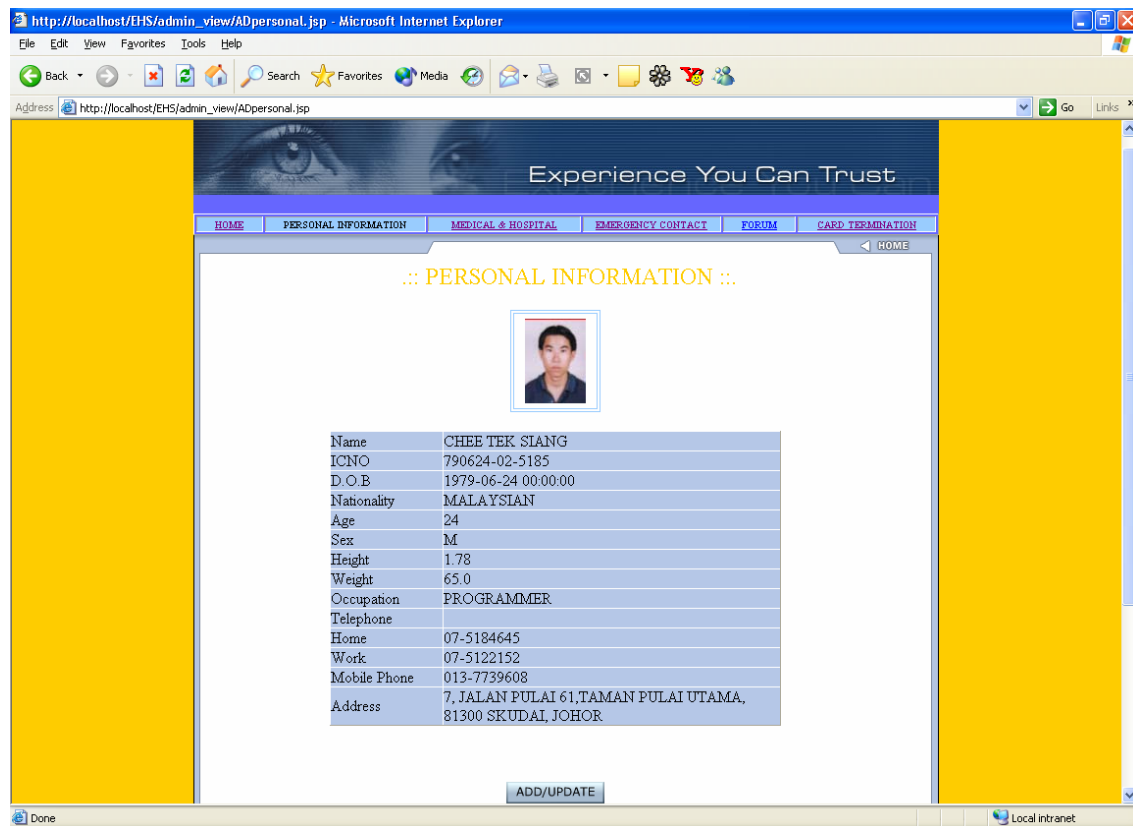 http://localhost/EHS/admin_view/ADpersonal.jsp - Microsoft Internet Explorer
File Edit View Favorites Tools Help
Back Search Favorites Media
Address http://localhost/EHS/admin_view/ADpersonal.jsp Go Links »
Experience You Can Trust
HOME PERSONAL INFORMATION MEDICAL & HOSPITAL EMERGENCY CONTACT FORUM CARD TERMINATION
HOME
.:: PERSONAL INFORMATION ::.
Name CHEE TEK SIANG
ICNO 790624-02-5185
D.O.B 1979-06-24 00:00:00
Nationality MALAYSIAN
Age 24
Sex M
Height 1.78
Weight 65.0
Occupation PROGRAMMER
Telephone
Home 07-5184645
Work 07-5122152
Mobile Phone 013-7739608
Address 7, JALAN PULAI 61,TAMAN PULAI UTAMA,
81300 SKUDAI, JOHOR
ADD/UPDATE
Done Local intranet